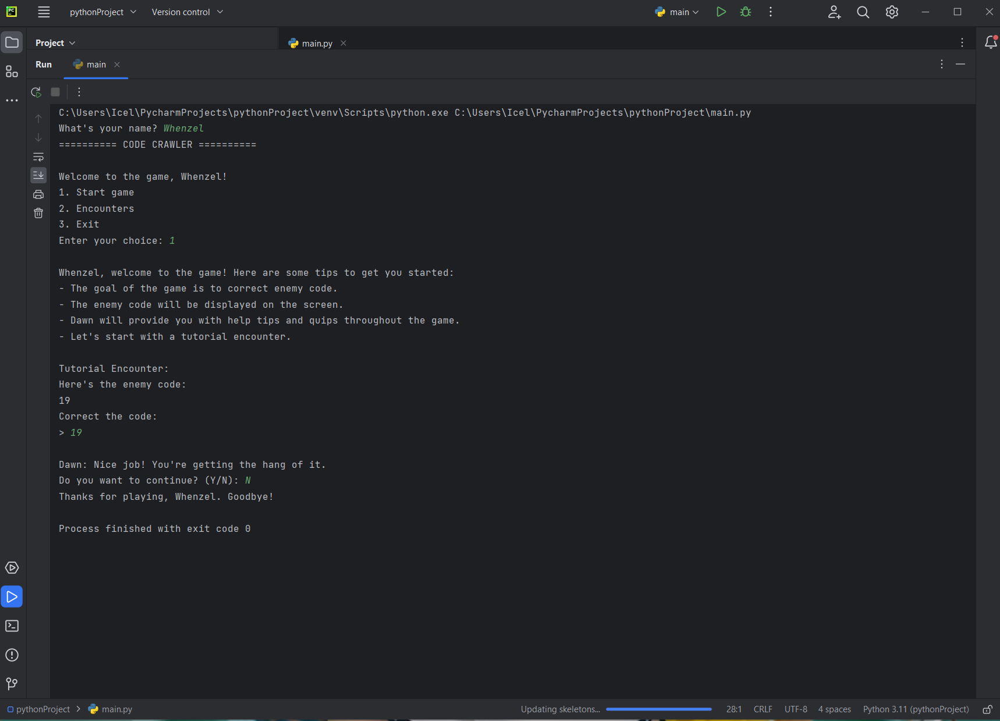 PC pythonProject Version control main
Project main.py
Run main
C:\Users\Icel\PycharmProjects\pythonProject\venv\Scripts\python.exe C:\Users\Icel\PycharmProjects\pythonProject\main.py
What's your name? Whenzel
========== CODE CRAWLER ==========
Welcome to the game, Whenzel!
1. Start game
2. Encounters
3. Exit
Enter your choice: 1
Whenzel, welcome to the game! Here are some tips to get you started:
- The goal of the game is to correct enemy code.
- The enemy code will be displayed on the screen.
- Dawn will provide you with help tips and quips throughout the game.
- Let's start with a tutorial encounter.
Tutorial Encounter:
Here's the enemy code:
19
Correct the code:
> 19
Dawn: Nice job! You're getting the hang of it.
Do you want to continue? (Y/N): N
Thanks for playing, Whenzel. Goodbye!
Process finished with exit code 0
pythonProject > main.py Updating skeletons... 28:1 CRLF UTF-8 4 spaces Python 3.11 (pythonProject)